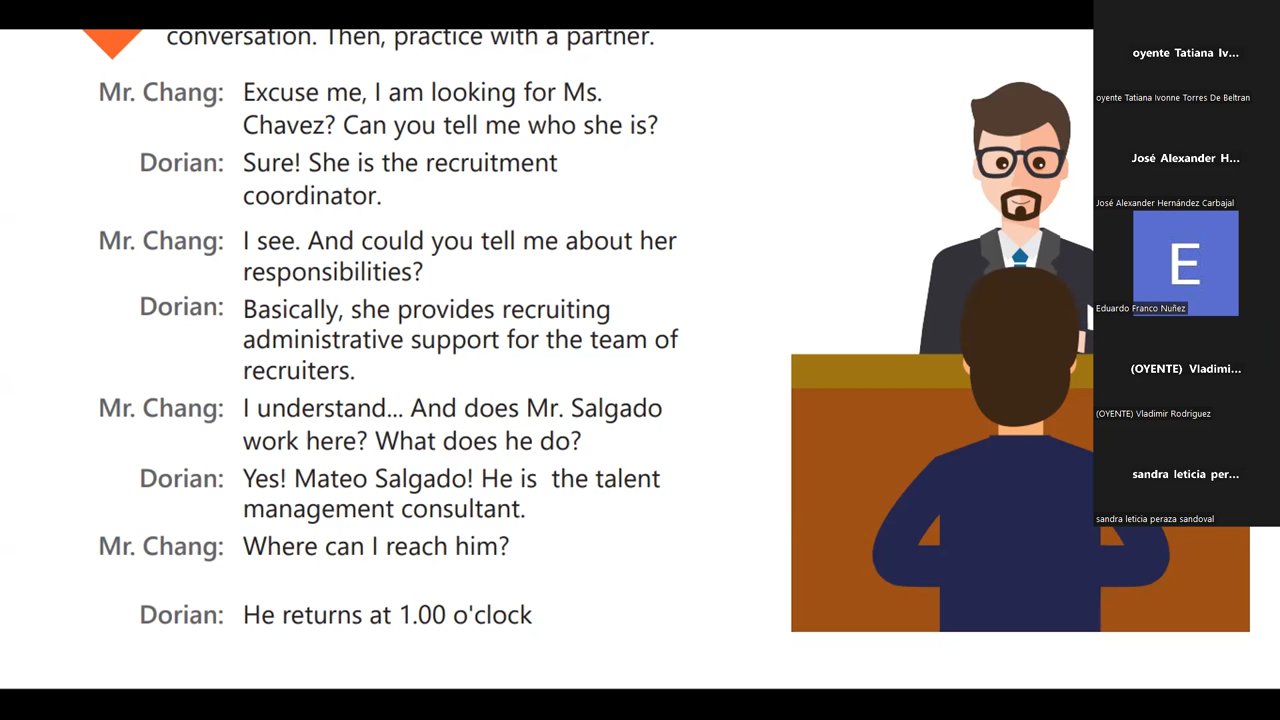 conversation. Then, practice with a partner.
Mr. Chang: Excuse me, I am looking for Ms.
Chavez? Can you tell me who she is?
Dorian: Sure! She is the recruitment
coordinator.
Mr. Chang: I see. And could you tell me about her
responsibilities?
Dorian: Basically, she provides recruiting
administrative support for the team of
recruiters.
Mr. Chang: I understand... And does Mr. Salgado
work here? What does he do?
Dorian: Yes! Mateo Salgado! He is  the talent
management consultant.
Mr. Chang: Where can I reach him?
Dorian: He returns at 1.00 o'clock
oyente Tatiana Iv...
oyente Tatiana Ivonne Torres De Beltran
José Alexander H...
José Alexander Hernández Carbajal
E
Eduardo Franco Nuñez
(OYENTE) Vladimi...
(OYENTE) Vladimir Rodriguez
sandra leticia per...
sandra leticia peraza sandoval